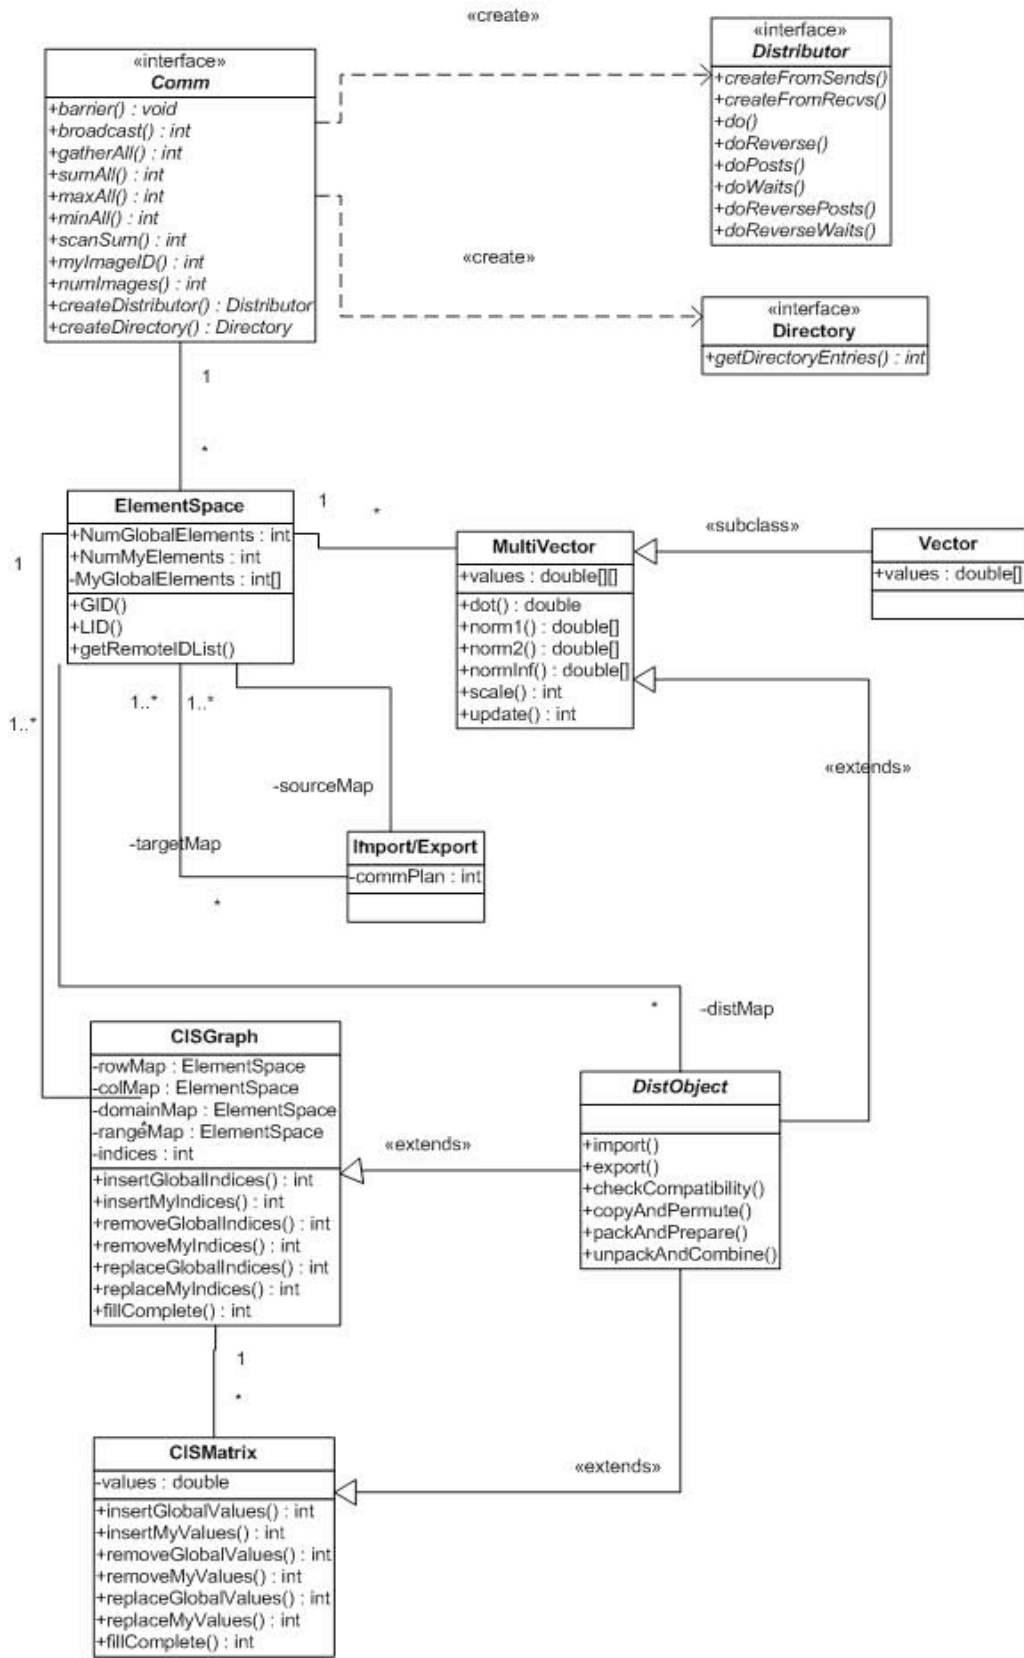 «create»
«interface»
Comm
+barrier() : void
+broadcast() : int
+gatherAll() : int
+sumAll() : int
+maxAll() : int
+minAll() : int
+scanSum() : int
+myImageID() : int
+numImages() : int
+createDistributor() : Distributor
+createDirectory() : Directory
«interface»
Distributor
+createFromSends()
+createFromRecvs()
+do()
+doReverse()
+doPosts()
+doWaits()
+doReversePosts()
+doReverseWaits()
«create»
«interface»
Directory
+getDirectoryEntries() : int
1
*
ElementSpace
+NumGlobalElements : int
+NumMyElements : int
-MyGlobalElements : int[]
+GID()
+LID()
+getRemoteIDList()
1
*
1
MultiVector
+values : double[][]
+dot() : double
+norm1() : double[]
+norm2() : double[]
+normInf() : double[]
+scale() : int
+update() : int
«subclass»
Vector
+values : double[]
1..*
1..*
1..*
«extends»
-sourceMap
-targetMap
Import/Export
-commPlan : int
*
*
-distMap
CISGraph
-rowMap : ElementSpace
-colMap : ElementSpace
-domainMap : ElementSpace
-rangeMap : ElementSpace
-indices : int
+insertGlobalIndices() : int
+insertMyIndices() : int
+removeGlobalIndices() : int
+removeMyIndices() : int
+replaceGlobalIndices() : int
+replaceMyIndices() : int
+fillComplete() : int
*
«extends»
DistObject
+import()
+export()
+checkCompatibility()
+copyAndPermute()
+packAndPrepare()
+unpackAndCombine()
1
*
CISMatrix
-values : double
+insertGlobalValues() : int
+insertMyValues() : int
+removeGlobalValues() : int
+removeMyValues() : int
+replaceGlobalValues() : int
+replaceMyValues() : int
+fillComplete() : int
«extends»